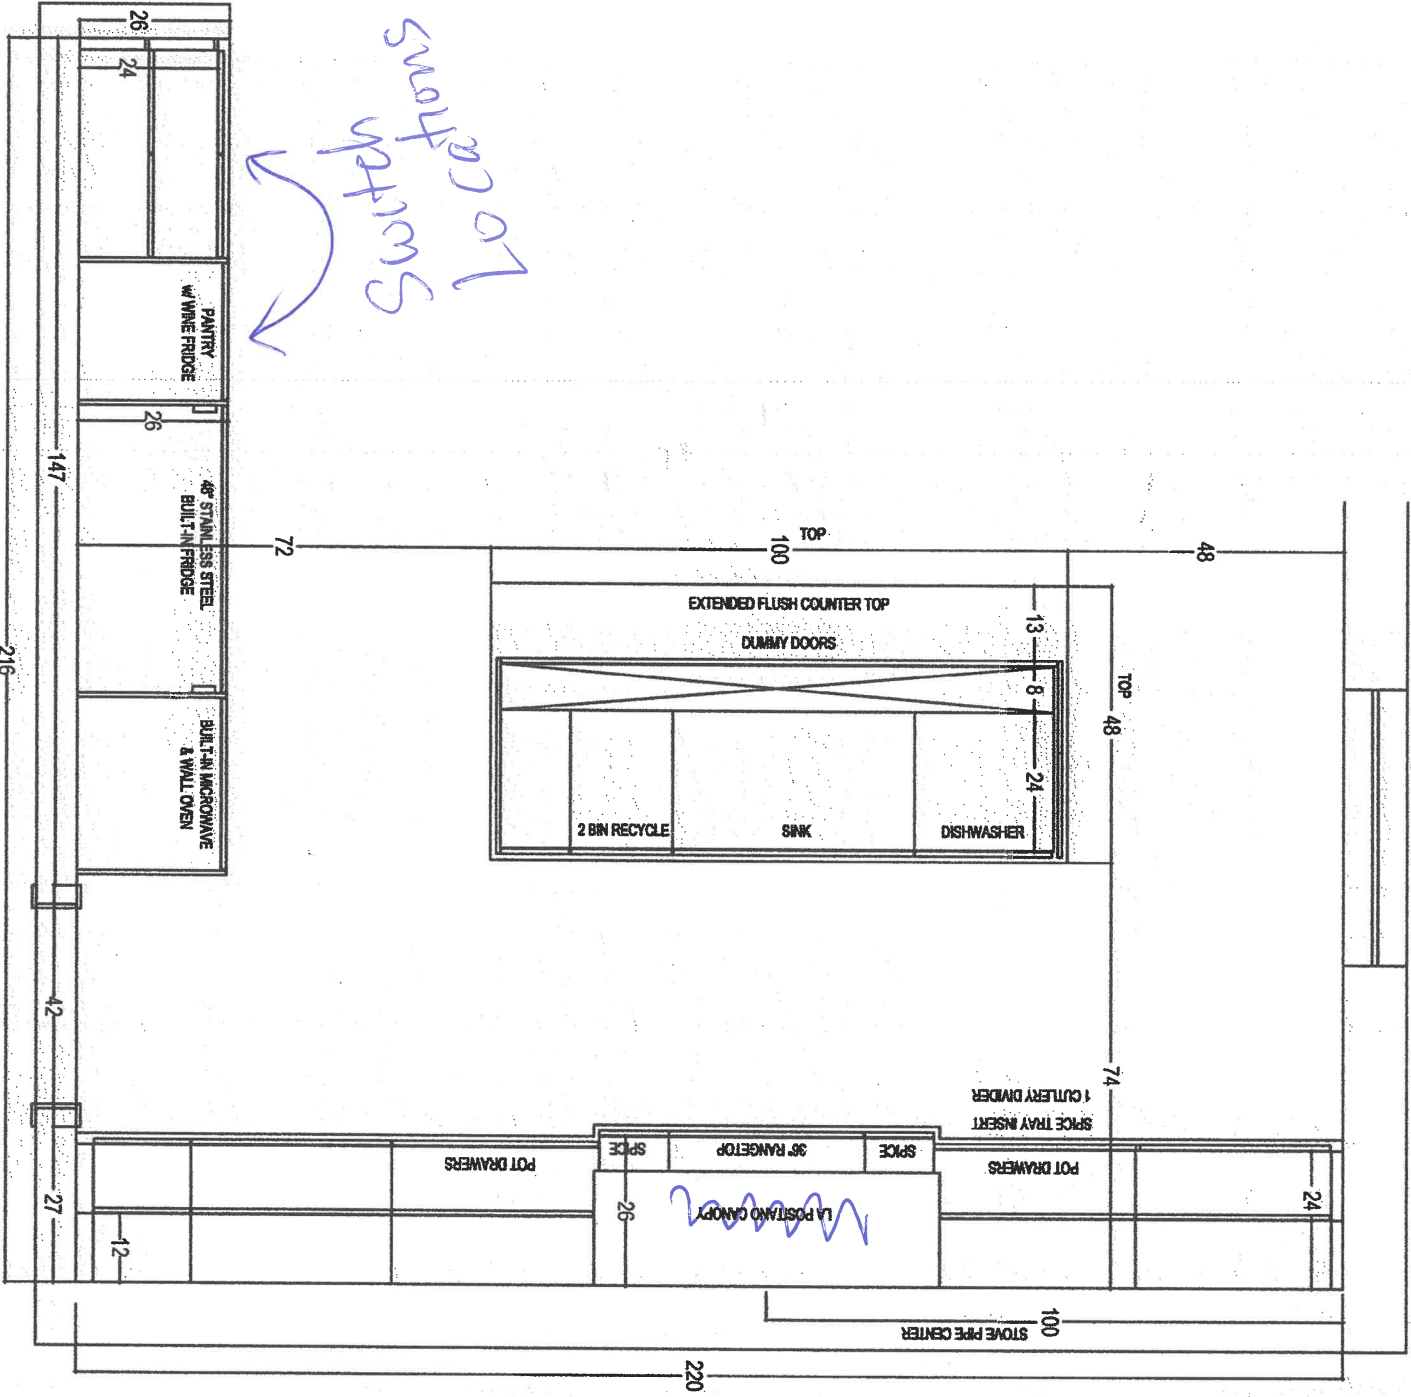 Switch
Locations
26
24
PANTRY
W/ WINE FRIDGE
26
48" STAINLESS STEEL
BUILT-IN FRIDGE
BUILT-IN MICROWAVE
& WALL OVEN
147
216
42
27
72
TOP
100
48
EXTENDED FLUSH COUNTER TOP
DUMMY DOORS
13
8
24
TOP
48
2 BIN RECYCLE
SINK
DISHWASHER
74
1 CUTLERY DIVIDER
SPICE TRAY INSERT
POT DRAWERS
SPICE
36" RANGETOP
SPICE
POT DRAWERS
24
LA POSITANO CANOPY
26
12
100
STOVE PIPE CENTER
220